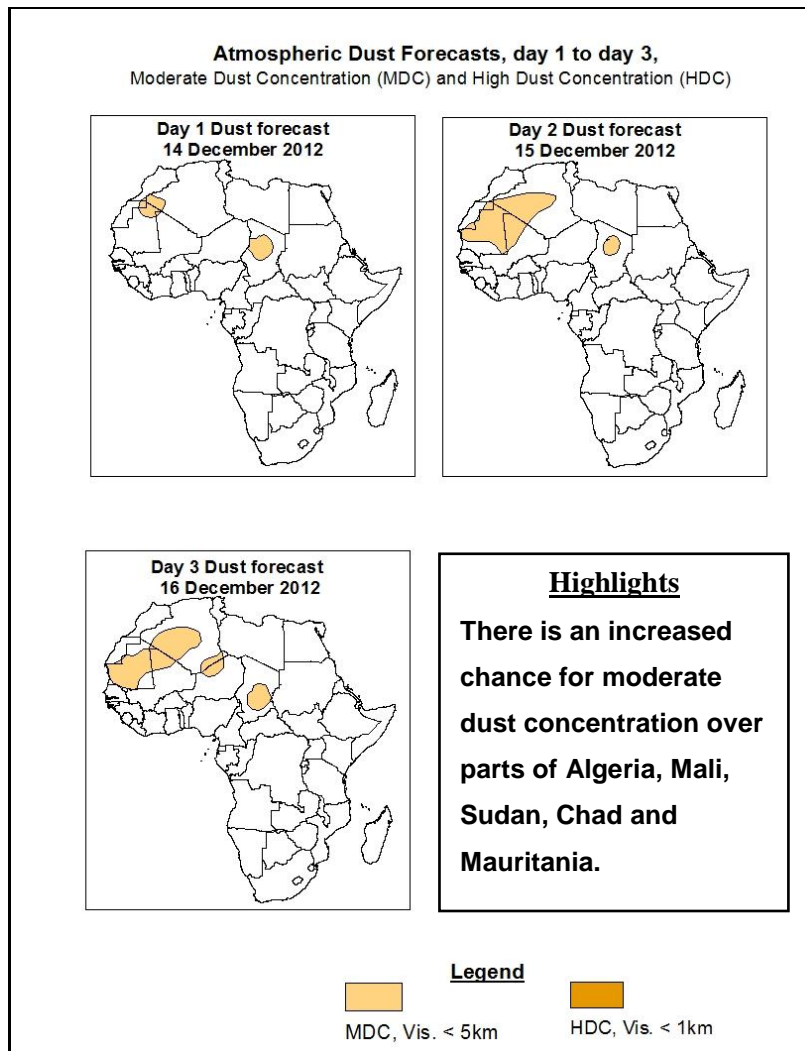 Atmospheric Dust Forecasts, day 1 to day 3,
Moderate Dust Concentration (MDC) and High Dust Concentration (HDC)
Day 1 Dust forecast
14 December 2012
Day 2 Dust forecast
15 December 2012
Day 3 Dust forecast
16 December 2012
Highlights
There is an increased
chance for moderate
dust concentration over
parts of Algeria, Mali,
Sudan, Chad and
Mauritania.
Legend
MDC, Vis. < 5km
HDC, Vis. < 1km